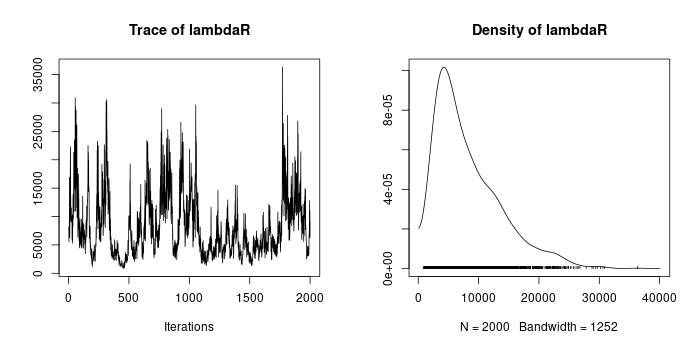 Trace of lambdaR
35000
25000
15000
5000
0
0 500 1000 1500 2000
Iterations
Density of lambdaR
8e-05
4e-05
0e+00
0 10000 20000 30000 40000
N = 2000 Bandwidth = 1252